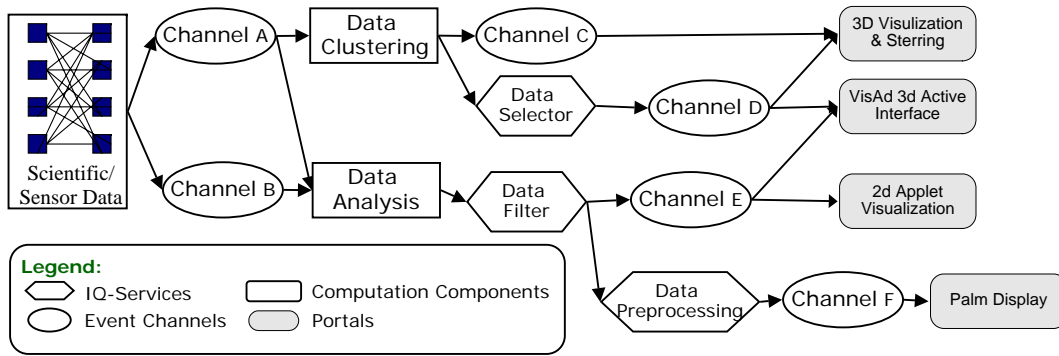 Scientific/
Sensor Data
Channel A
Channel B
Data
Clustering
Data
Analysis
Channel C
Data
Selector
Data
Filter
Channel D
Channel E
Data
Preprocessing
Channel F
3D Visulization
& Sterring
VisAd 3d Active
Interface
2d Applet
Visualization
Palm Display
Legend:
IQ-Services
Computation Components
Event Channels
Portals